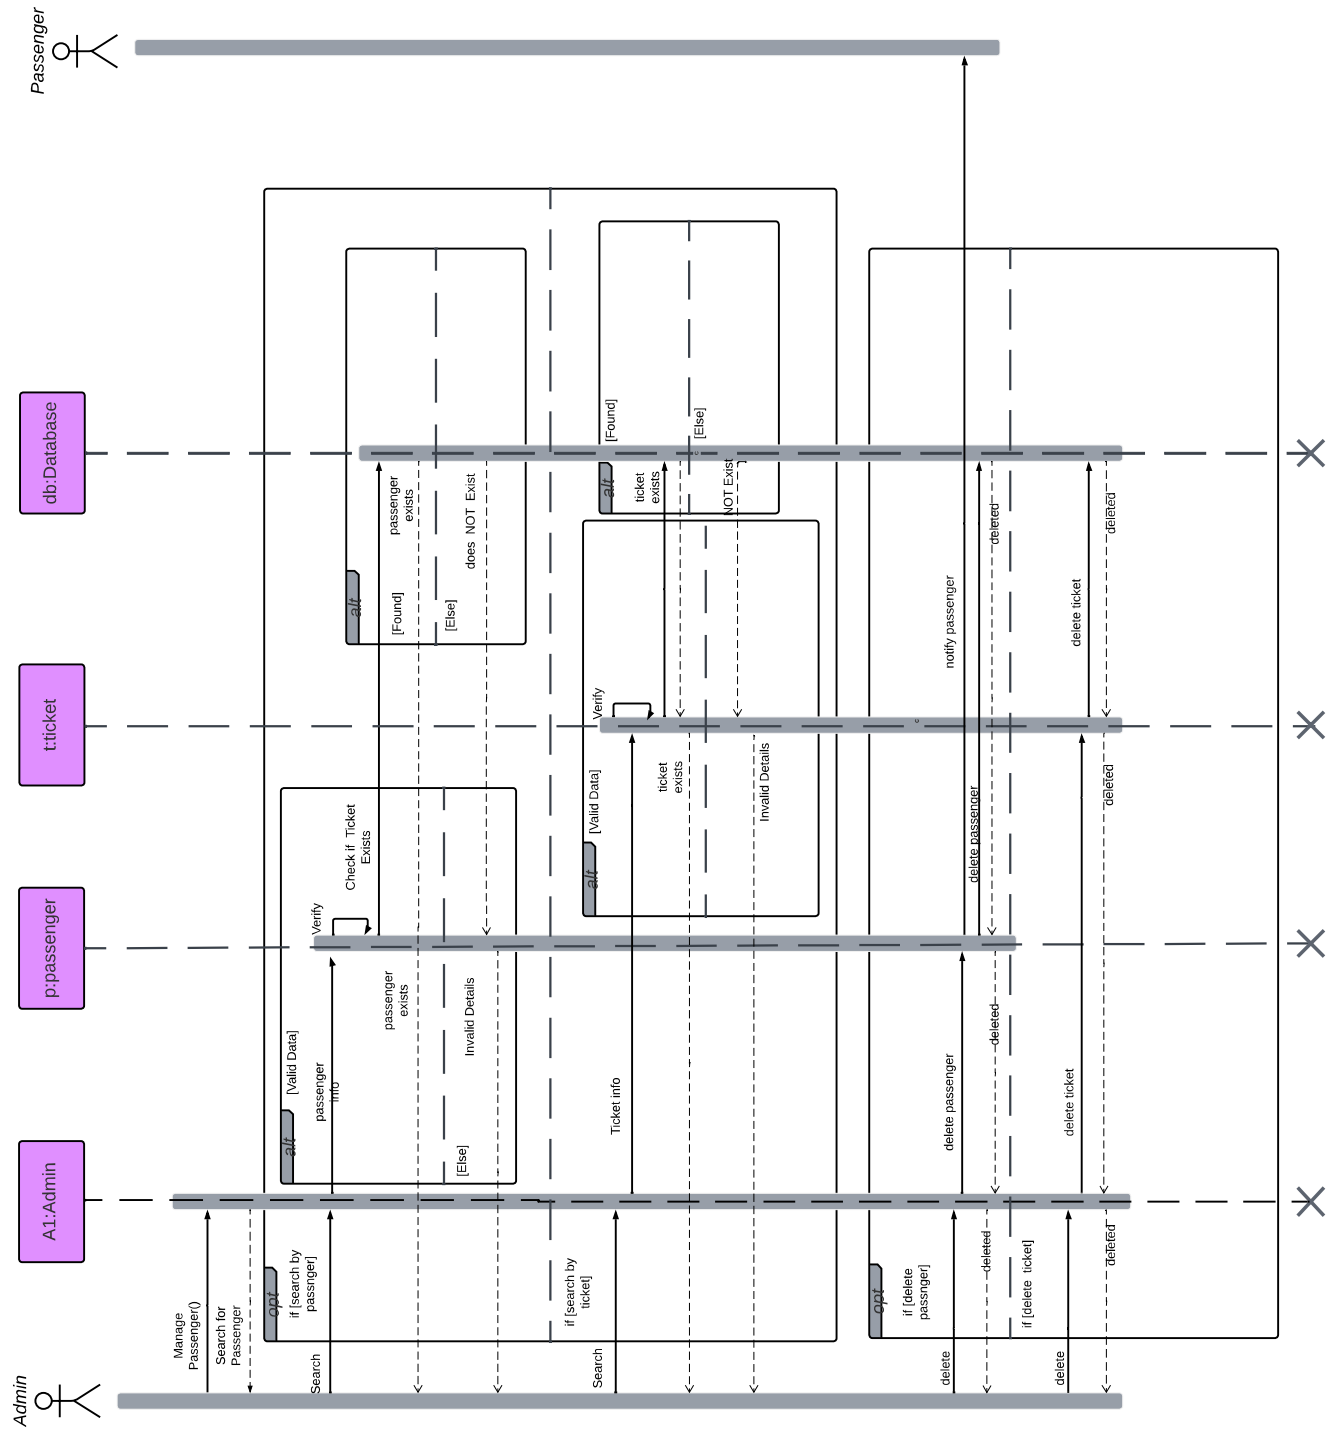 Admin
A1:Admin
p:passenger
t:ticket
db:Database
Passenger
Manage
Passenger()
Search for
Passenger
opt
if [search by
passnger]
Search
alt
[Valid Data]
passenger
info
Verify
Check if Ticket
Exists
alt
[Found]
passenger
exists
passenger
exists
[Else]
[Else]
does NOT Exist
Invalid Details
if [search by
ticket]
Search
Ticket info
alt
[Valid Data]
Verify
alt
[Found]
ticket
exists
ticket
exists
[Else]
NOT Exist
Invalid Details
opt
if [delete
passnger]
delete
delete passenger
notify passenger
delete passenger
deleted
deleted
deleted
if [delete ticket]
delete
delete ticket
delete ticket
deleted
deleted
deleted